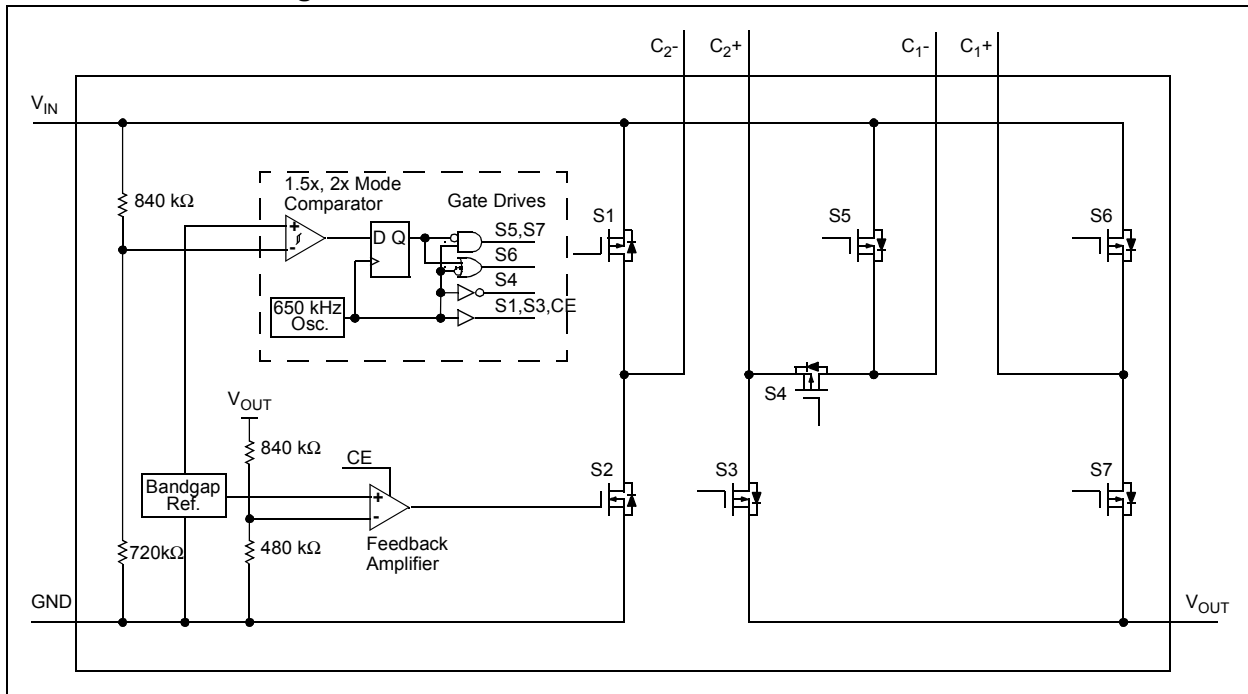 C2- C2+ C1- C1+
VIN
840 kΩ
1.5x, 2x Mode
Comparator
Gate Drives
+
-
D Q
S5,S7
S6
S4
S1,S3,CE
650 kHz
Osc.
S1
S5
S6
S4
VOUT
840 kΩ
CE
S2
S3
S7
Bandgap
Ref.
+
-
720kΩ
480 kΩ
Feedback
Amplifier
GND
VOUT